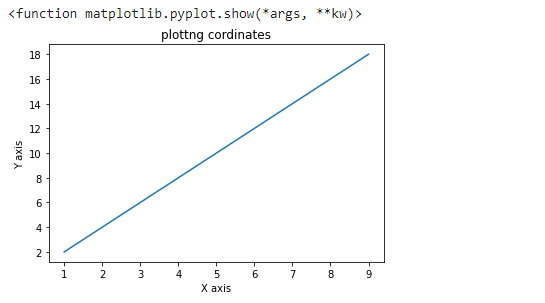 <function matplotlib.pyplot.show(*args, **kw)>
plottng cordinates
18
16
14
12
10
8
6
4
2
Y axis
1 2 3 4 5 6 7 8 9
X axis